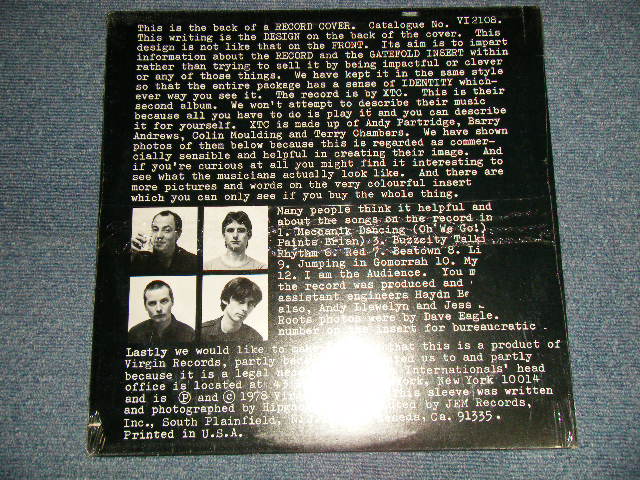 This is the back of a RECORD COVER. Catalogue No. VI2108.
This writing is the DESIGN on the back of the cover. This
design is not like that on the FRONT. Its aim is to impart
information about the RECORD and the GATEFOLD INSERT within
rather than trying to sell it by being impactful or clever
or any of those things. We have kept it in the same style
so that the entire package has a sense of IDENTITY which-
ever way you see it. The record is by XTC. This is their
second album. We won't attempt to describe their music
because all you have to do is play it and you can describe
it for yourself. XTC is made up of Andy Partridge, Barry
Andrews, Colin Moulding and Terry Chambers. We have shown
photos of them below because this is regarded as commer-
cially sensible and helpful in creating their image. And
if you're curious at all you might find it interesting to
see what the musicians actually look like. And there are
more pictures and words on the very colourful insert
which you can only see if you buy the whole thing.
Many people think it helpful and
about the songs on the record in
1. Meccanik Dancing (Oh We Go!)
Paints Brian) 3. Buzzcity Talki
Rhythm 6. Red 7. Beatown 8. Li
9. Jumping in Gomorrah 10. My
12. I am the Audience. You m
the record was produced and
assistant engineers Haydn Be
also, Andy Llewelyn and Jess
Roots photos were by Dave Eagle.
number on the insert for bureaucratic
Lastly we would like to that this is a product of
Virgin Records, partly us to and partly
because it is a legal Internationals' head
office is located at 43 York, New York 10014
and is Ⓟ and © 1978 This sleeve was written
and photographed by by JEM Records,
Inc., South Plainfield, Ca. 91335.
Printed in U.S.A.